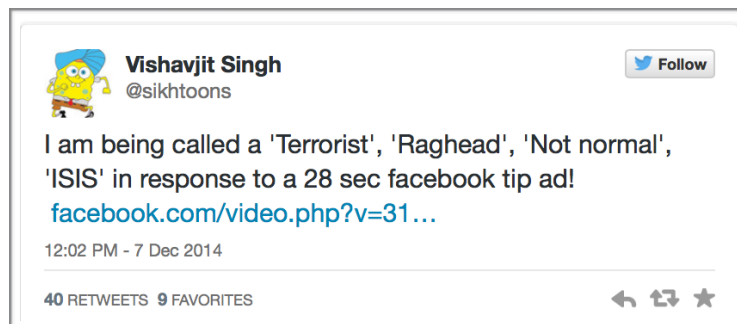 Vishavjit Singh
Follow
@sikhtoons
I am being called a 'Terrorist', 'Raghead', 'Not normal',
'ISIS' in response to a 28 sec facebook tip ad!
facebook.com/video.php?v=31…
12:02 PM - 7 Dec 2014
40 RETWEETS 9 FAVORITES